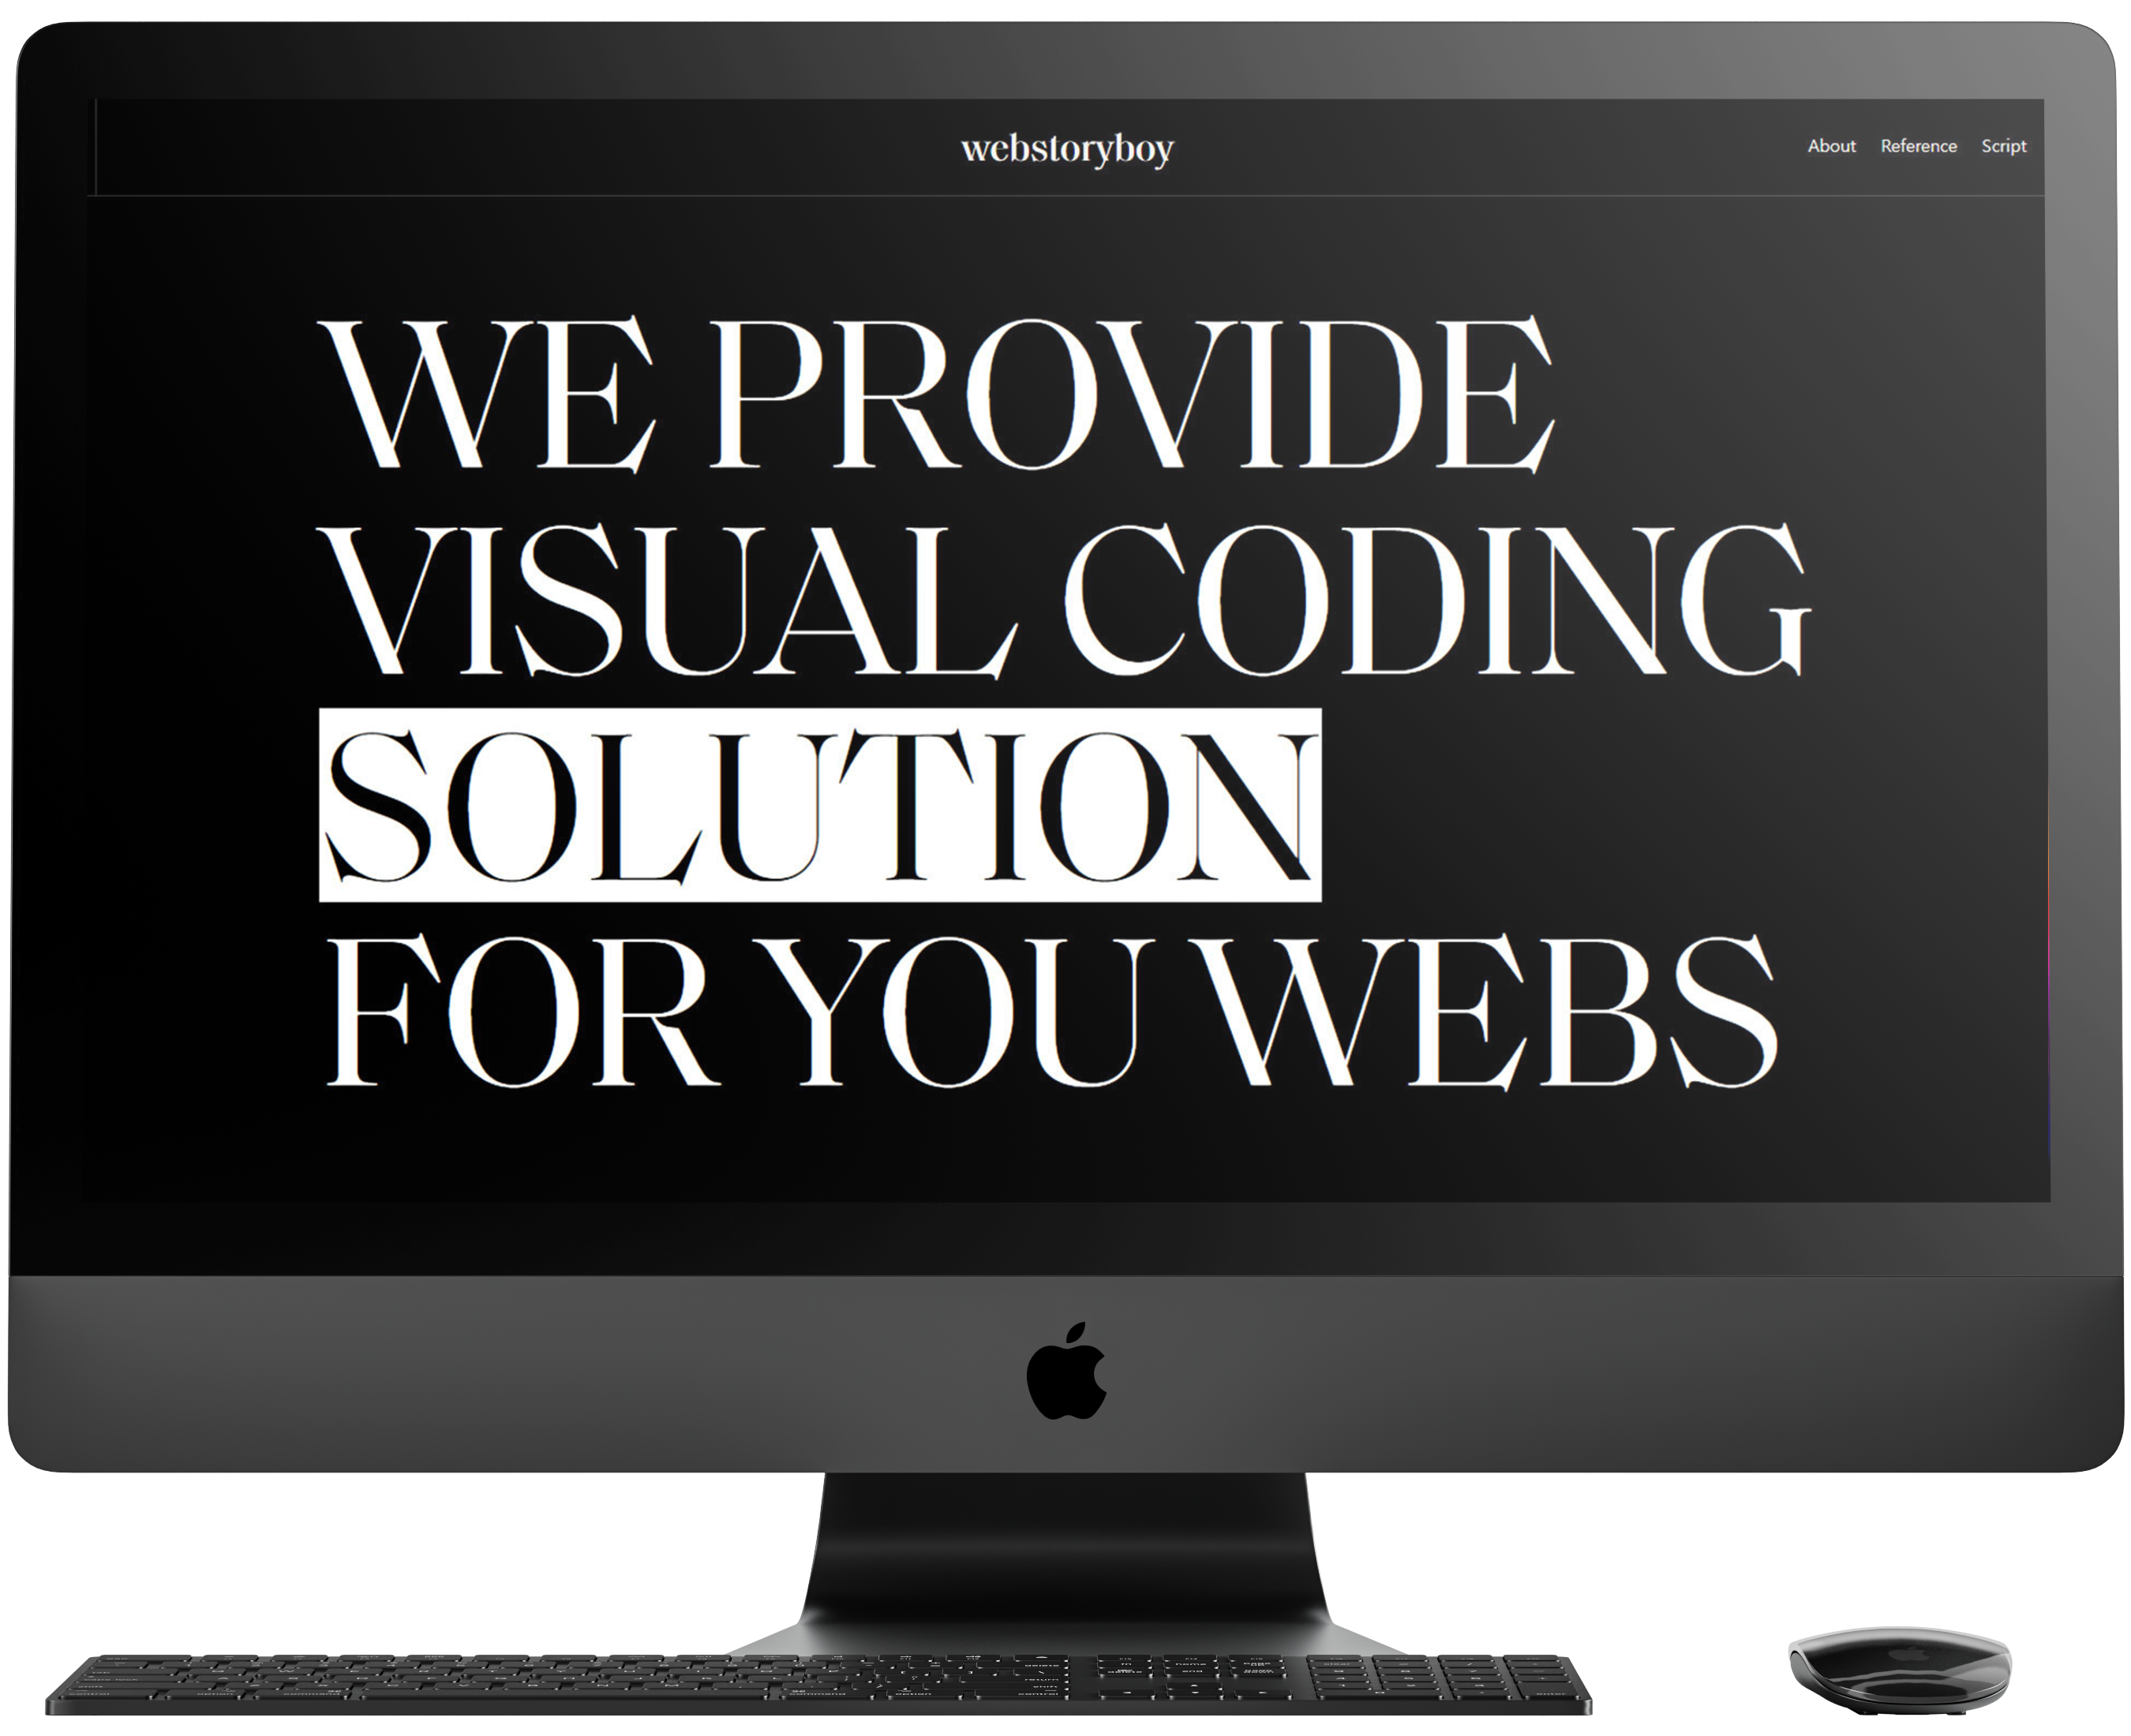 webstoryboy
About Reference Script
WE PROVIDE
VISUAL CODING
SOLUTION
FOR YOU WEBS